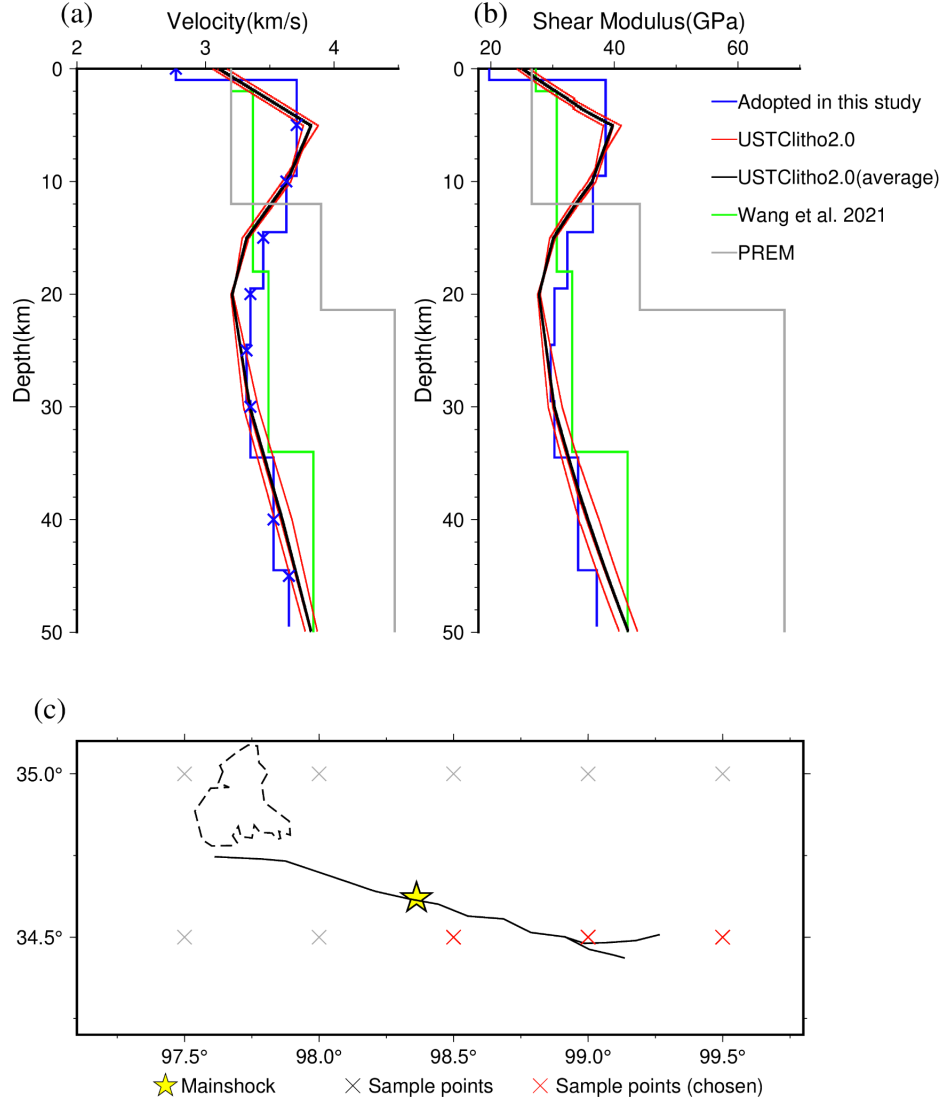 (a) Velocity(km/s)
2 3 4
0
10
20
30
40
50
Depth(km)
(b) Shear Modulus(GPa)
20 40 60
0
10
20
30
40
50
Depth(km)
Adopted in this study
USTClitho2.0
USTClitho2.0(average)
Wang et al. 2021
PREM
(c)
35.0°
34.5°
97.5° 98.0° 98.5° 99.0° 99.5°
Mainshock Sample points Sample points (chosen)